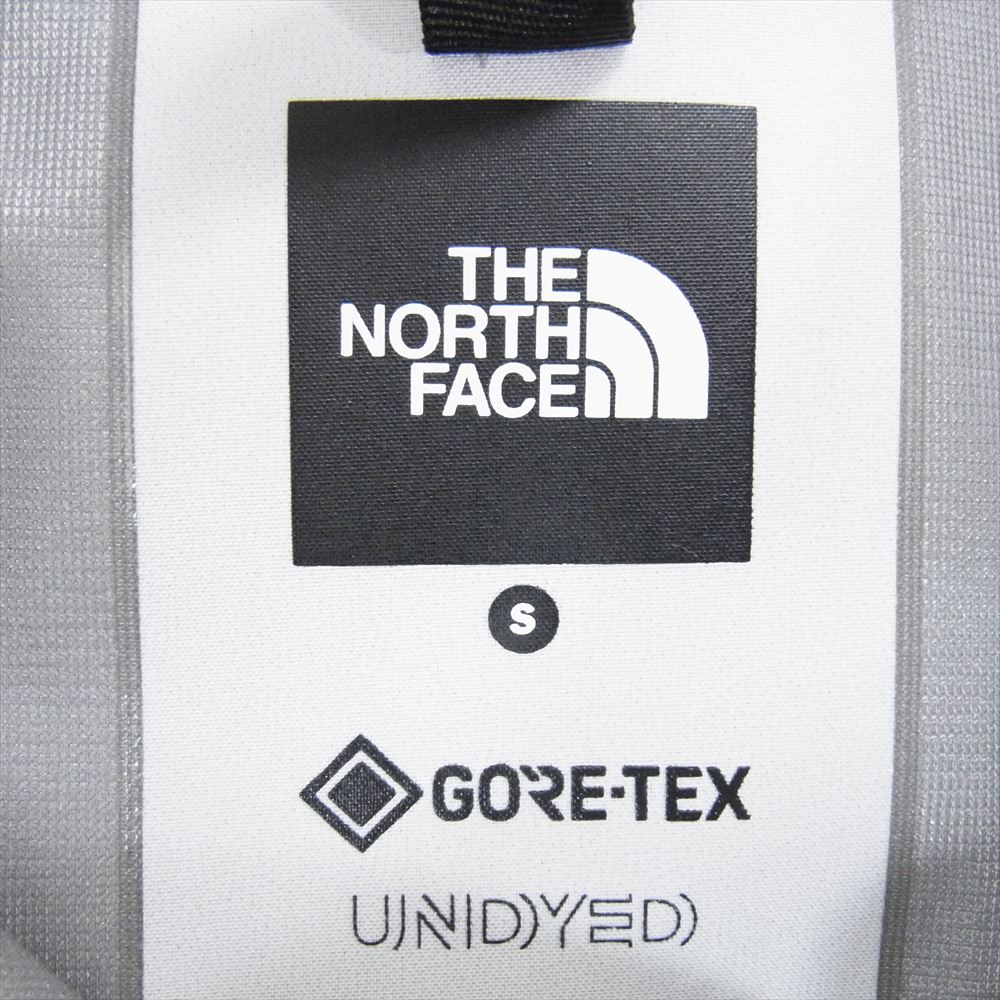 THE
NORTH
FACE
S
GORE-TEX
UNDYED